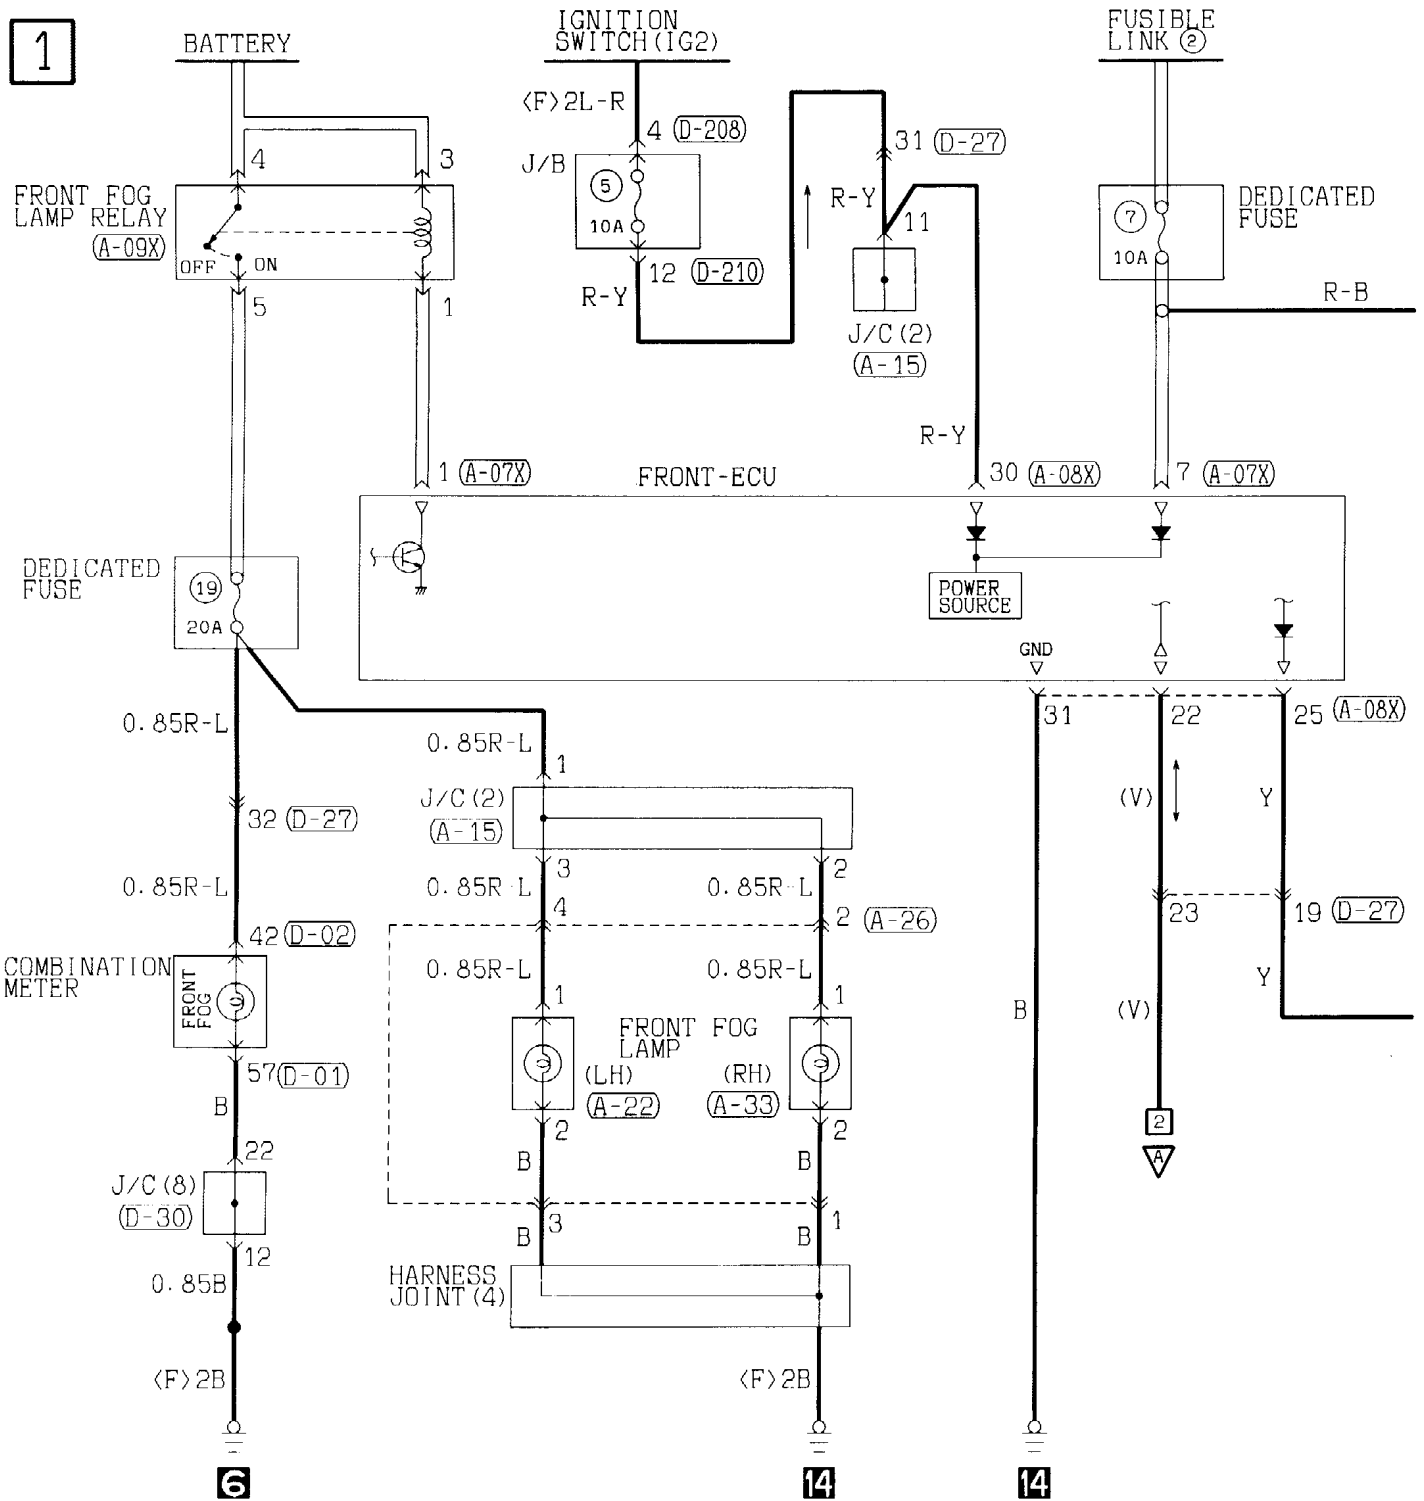 1
BATTERY
IGNITION
SWITCH(IG2)
FUSIBLE
LINK ②
<F>2L-R
4 (D-208)
31 (D-27)
J/B
4
3
FRONT FOG
LAMP RELAY
(A-09X)
OFF
ON
5
10A
R-Y
11
7
10A
DEDICATED
FUSE
12 (D-210)
R-Y
R-B
5
1
J/C(2)
(A-15)
R-Y
1 (A-07X)
FRONT-ECU
30 (A-08X)
7 (A-07X)
DEDICATED
FUSE
19
20A
POWER
SOURCE
GND
31
22
25 (A-08X)
0.85R-L
0.85R-L
1
J/C(2)
(A-15)
(V)
Y
32 (D-27)
3
2
0.85R-L
0.85R-L
0.85R-L
4
2 (A-26)
23
19 (D-27)
42 (D-02)
COMBINATION
METER
FRONT
FOG
0.85R-L
0.85R-L
Y
1
1
B
(V)
FRONT FOG
LAMP
(LH)
(A-22)
(RH)
(A-33)
57 (D-01)
B
2
2
2
A
22
B
B
J/C(8)
(D-30)
3
1
B
B
12
0.85B
HARNESS
JOINT(4)
<F>2B
<F>2B
6
14
14